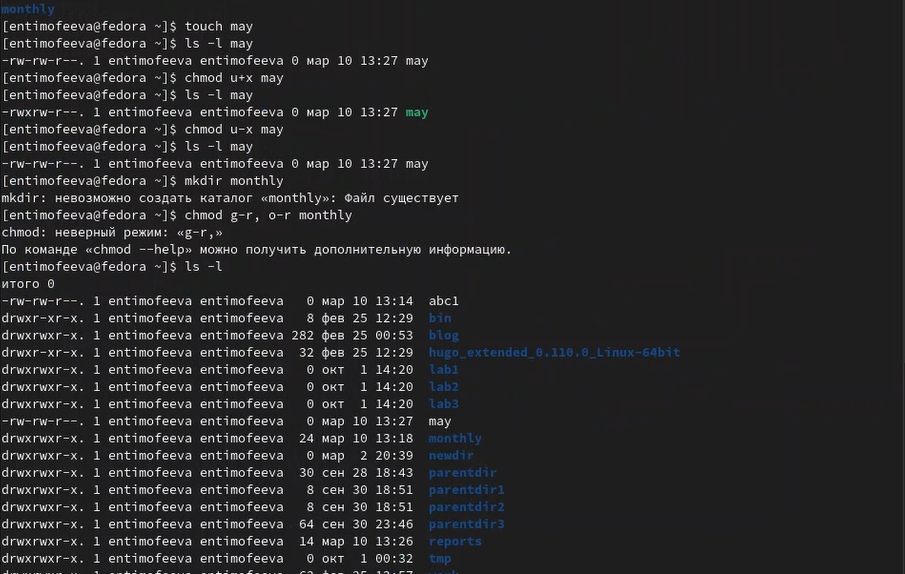 monthly
[entimofeeva@fedora ~]$ touch may
[entimofeeva@fedora ~]$ ls -l may
-rw-rw-r--. 1 entimofeeva entimofeeva 0 мар 10 13:27 may
[entimofeeva@fedora ~]$ chmod u+x may
[entimofeeva@fedora ~]$ ls -l may
-rwxrw-r--. 1 entimofeeva entimofeeva 0 мар 10 13:27 may
[entimofeeva@fedora ~]$ chmod u-x may
[entimofeeva@fedora ~]$ ls -l may
-rw-rw-r--. 1 entimofeeva entimofeeva 0 мар 10 13:27 may
[entimofeeva@fedora ~]$ mkdir monthly
mkdir: невозможно создать каталог «monthly»: Файл существует
[entimofeeva@fedora ~]$ chmod g-r, o-r monthly
chmod: неверный режим: «g-r,»
По команде «chmod --help» можно получить дополнительную информацию.
[entimofeeva@fedora ~]$ ls -l
итого 0
-rw-rw-r--. 1 entimofeeva entimofeeva   0 мар 10 13:14  abc1
drwxr-xr-x. 1 entimofeeva entimofeeva   8 фев 25 12:29  bin
drwxrwxr-x. 1 entimofeeva entimofeeva 282 фев 25 00:53  blog
drwxr-xr-x. 1 entimofeeva entimofeeva  32 фев 25 12:29  hugo_extended_0.110.0_Linux-64bit
drwxrwxr-x. 1 entimofeeva entimofeeva   0 окт  1 14:20  lab1
drwxrwxr-x. 1 entimofeeva entimofeeva   0 окт  1 14:20  lab2
drwxrwxr-x. 1 entimofeeva entimofeeva   0 окт  1 14:20  lab3
-rw-rw-r--. 1 entimofeeva entimofeeva   0 мар 10 13:27  may
drwxrwxr-x. 1 entimofeeva entimofeeva  24 мар 10 13:18  monthly
drwxrwxr-x. 1 entimofeeva entimofeeva   0 мар  2 20:39  newdir
drwxrwxr-x. 1 entimofeeva entimofeeva  30 сен 28 18:43  parentdir
drwxrwxr-x. 1 entimofeeva entimofeeva   8 сен 30 18:51  parentdir1
drwxrwxr-x. 1 entimofeeva entimofeeva   8 сен 30 18:51  parentdir2
drwxrwxr-x. 1 entimofeeva entimofeeva  64 сен 30 23:46  parentdir3
drwxrwxr-x. 1 entimofeeva entimofeeva  14 мар 10 13:26  reports
drwxrwxr-x. 1 entimofeeva entimofeeva   0 окт  1 00:32  tmp